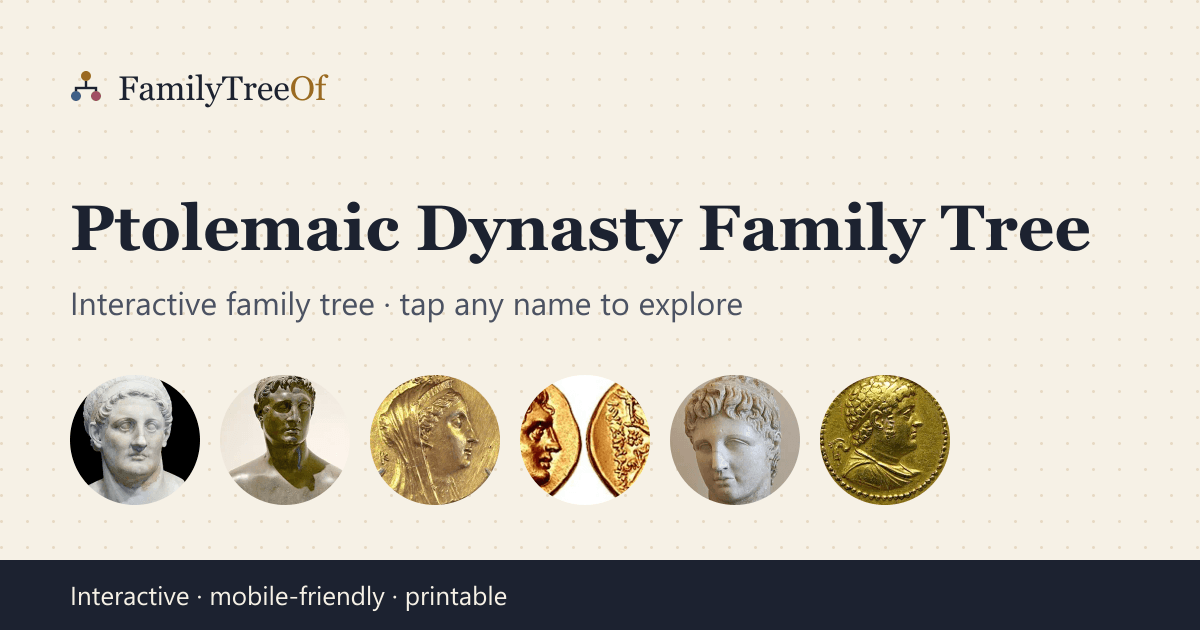 FamilyTreeOf
Ptolemaic Dynasty Family Tree
Interactive family tree · tap any name to explore
Interactive · mobile-friendly · printable